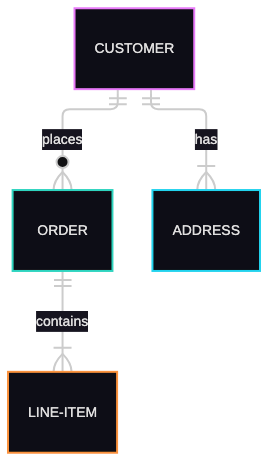 CUSTOMER
places
has
ORDER
ADDRESS
contains
LINE-ITEM